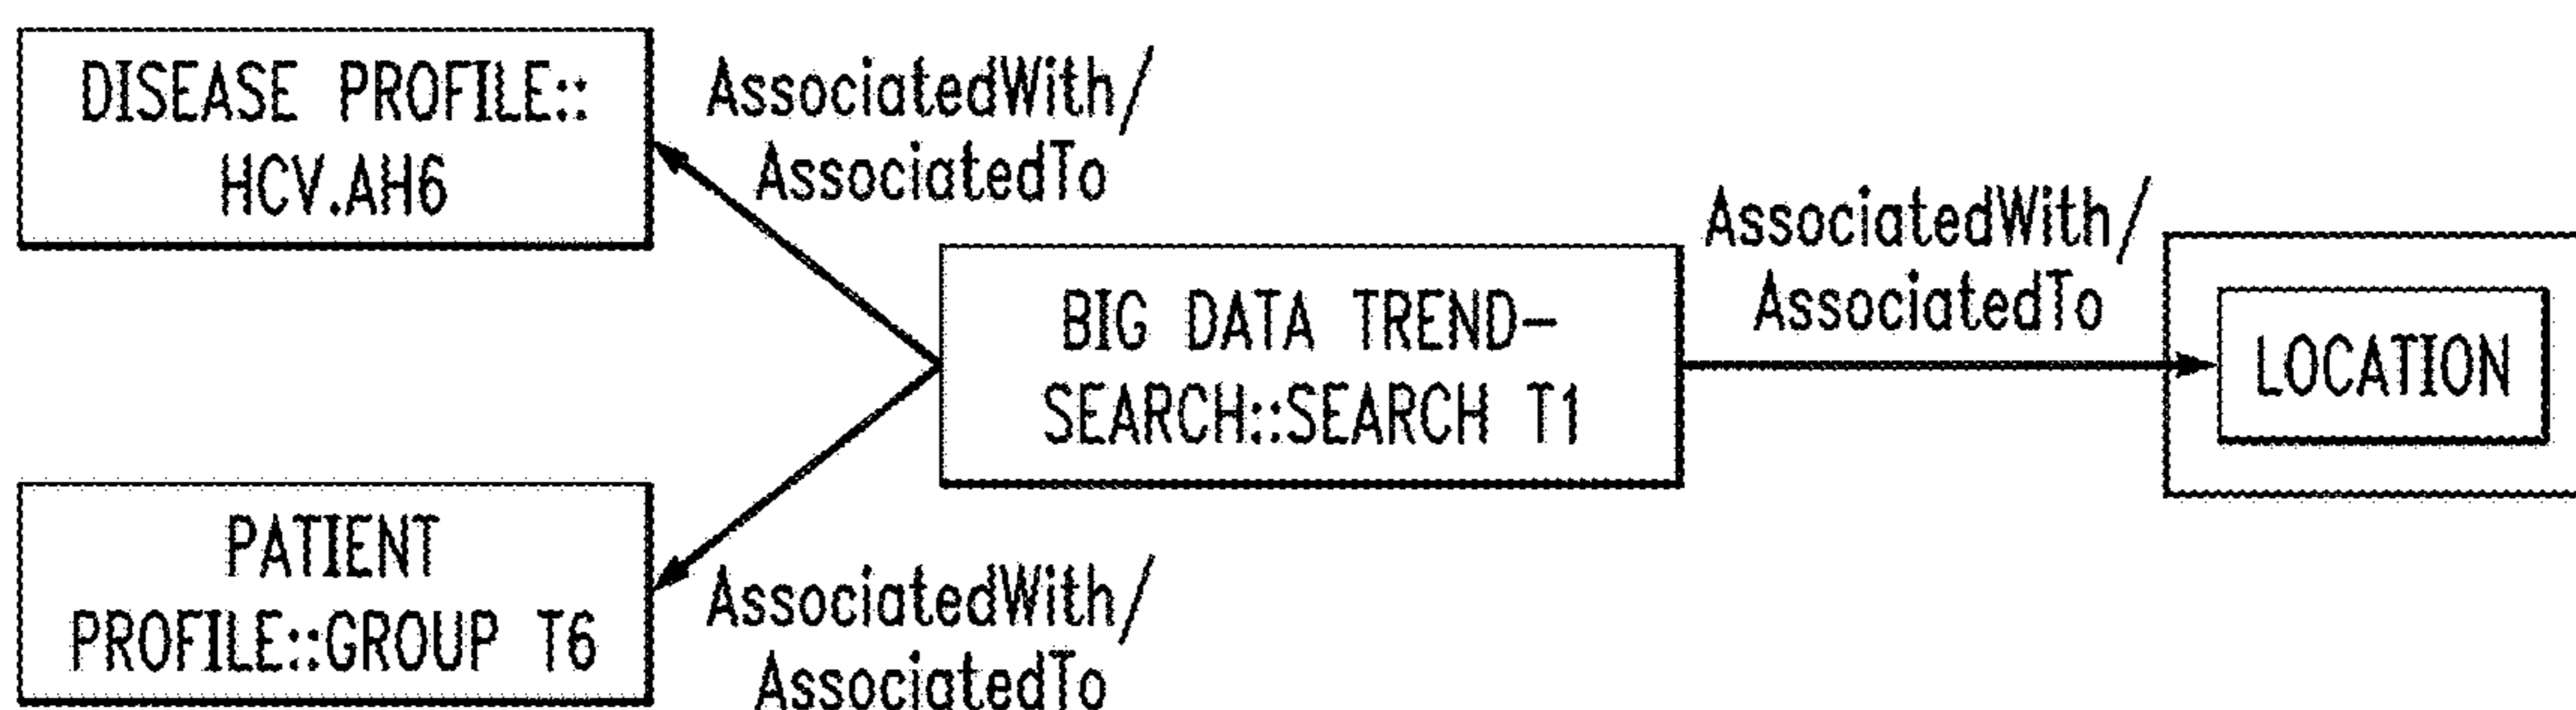 DISEASE PROFILE::
HCV.AH6
AssociatedWith/
AssociatedTo
BIG DATA TREND-
SEARCH::SEARCH T1
AssociatedWith/
AssociatedTo
LOCATION
PATIENT
PROFILE::GROUP T6
AssociatedWith/
AssociatedTo